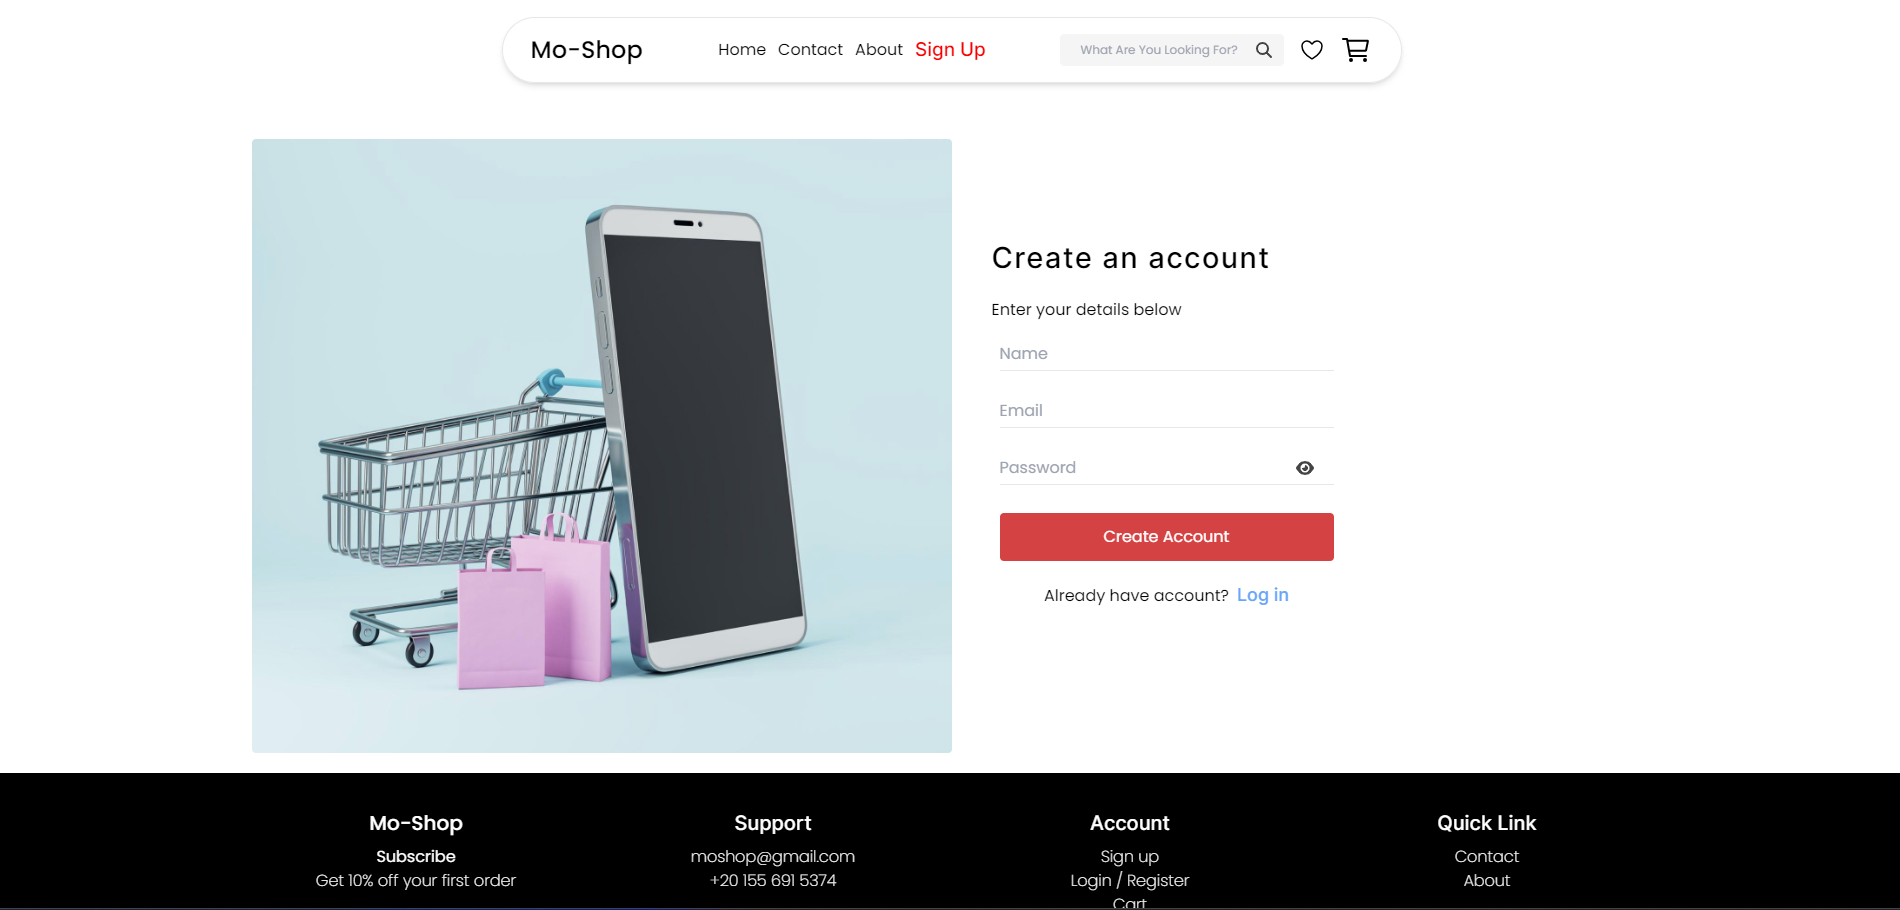 Mo-Shop
Home Contact About Sign Up
What Are You Looking For?
Create an account
Enter your details below
Name
Email
Password
Create Account
Already have account? Log in
Mo-Shop
Subscribe
Get 10% off your first order
Support
moshop@gmail.com
+20 155 691 5374
Account
Sign up
Login / Register
Cart
Quick Link
Contact
About